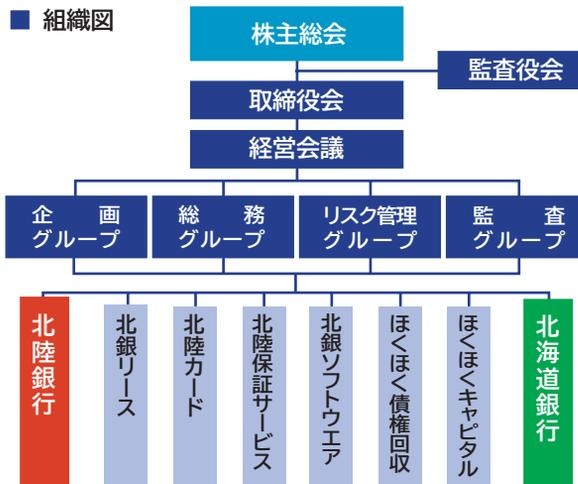 ■ 組織図
株主総会
監査役会
取締役会
経営会議
企画
グループ
総務
グループ
リスク管理
グループ
監査
グループ
北陸銀行
北銀リース
北陸カード
北陸保証サービス
北銀ソフトウエア
ほくほく債権回収
ほくほくキャピタル
北海道銀行